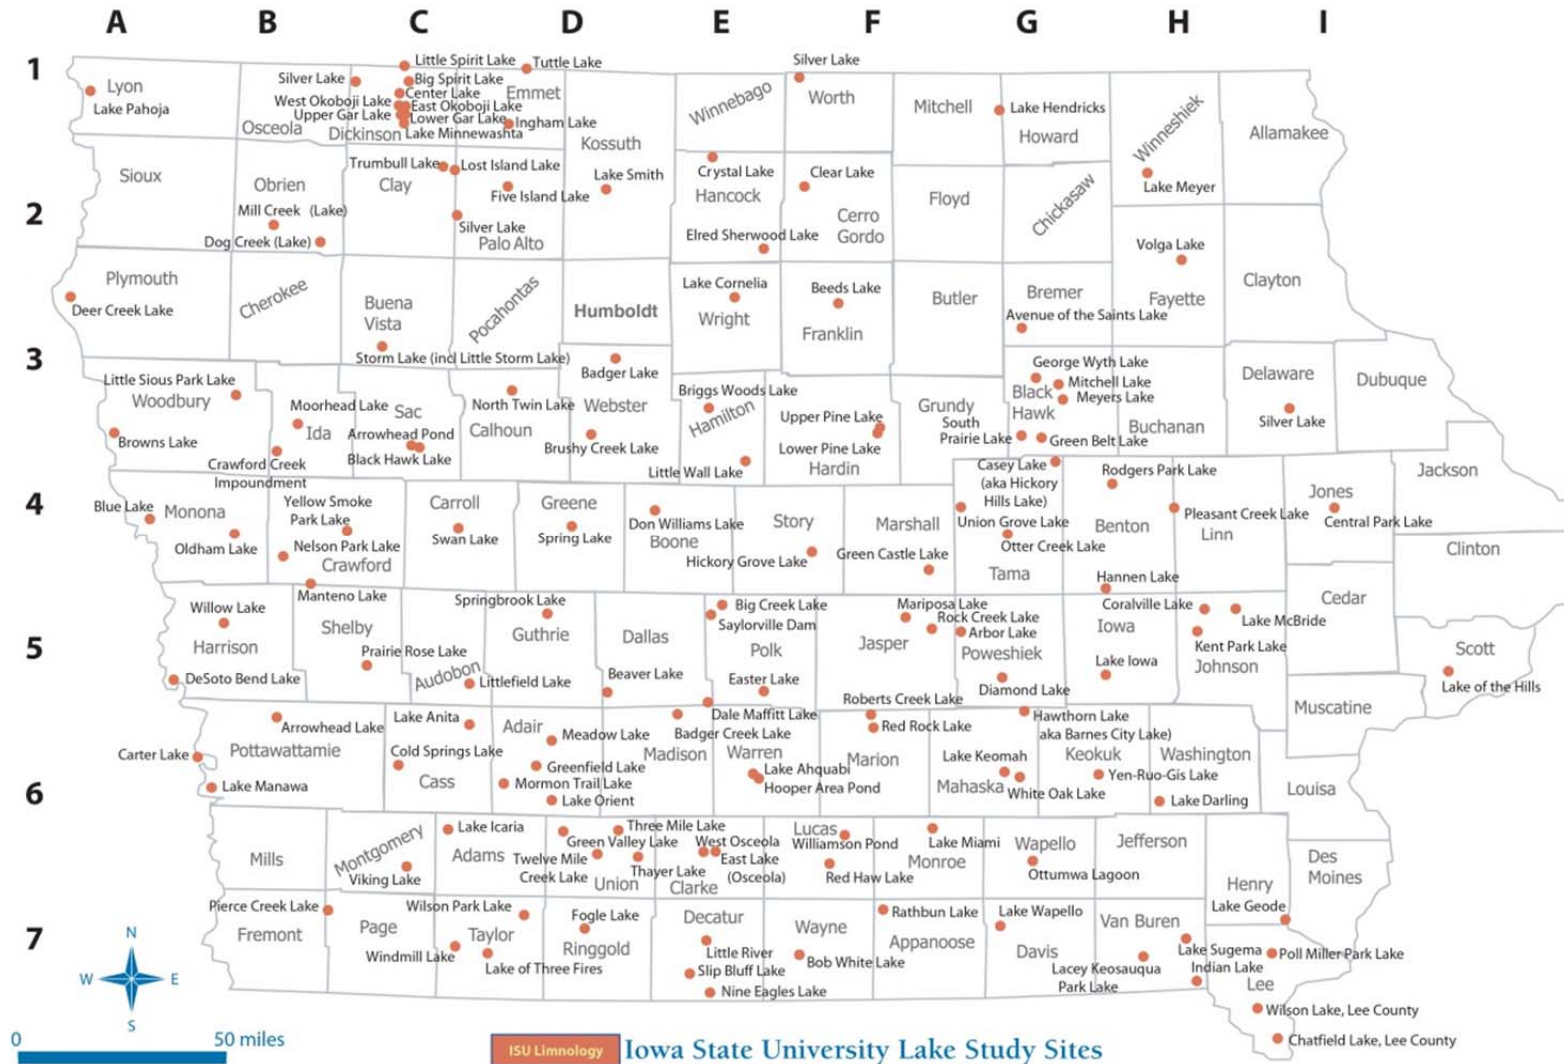 A B C D E F G H I
1
Little Spirit Lake
Tuttle Lake
Silver Lake
Lyon
Lake Pahoja
Silver Lake
Big Spirit Lake
Center Lake
Emmet
West Okoboji Lake
East Okoboji Lake
Upper Gar Lake
Lower Gar Lake
Ingham Lake
Osceola
Dickinson
Lake Minnewashta
Kossuth
Winnebago
Worth
Mitchell
Lake Hendricks
Howard
Winneshiek
Allamakee
Lake Meyer
Sioux
Obrien
Trumbull Lake
Lost Island Lake
Clay
Five Island Lake
Lake Smith
Crystal Lake
Hancock
Clear Lake
Floyd
Chickasaw
2
Mill Creek (Lake)
Dog Creek (Lake)
Silver Lake
Palo Alto
Elred Sherwood Lake
Cerro
Gordo
Volga Lake
Plymouth
Deer Creek Lake
Cherokee
Buena
Vista
Pocahontas
Humboldt
Lake Cornelia
Wright
Beeds Lake
Franklin
Butler
Bremer
Avenue of the Saints Lake
Fayette
Clayton
3
Storm Lake (incl Little Storm Lake)
Badger Lake
George Wyth Lake
Mitchell Lake
Meyers Lake
Black
Hawk
Delaware
Dubuque
Silver Lake
Little Sious Park Lake
Woodbury
Browns Lake
Moorhead Lake
Ida
Sac
Arrowhead Pond
Black Hawk Lake
North Twin Lake
Calhoun
Webster
Brushy Creek Lake
Briggs Woods Lake
Hamilton
Little Wall Lake
Upper Pine Lake
Lower Pine Lake
Hardin
Grundy
South
Prairie Lake
Green Belt Lake
Buchanan
Crawford Creek
Impoundment
Casey Lake
(aka Hickory
Hills Lake)
Rodgers Park Lake
Jackson
4
Blue Lake
Monona
Oldham Lake
Yellow Smoke
Park Lake
Nelson Park Lake
Crawford
Manteno Lake
Carroll
Swan Lake
Greene
Spring Lake
Don Williams Lake
Boone
Story
Hickory Grove Lake
Marshall
Green Castle Lake
Union Grove Lake
Otter Creek Lake
Tama
Benton
Pleasant Creek Lake
Linn
Jones
Central Park Lake
Clinton
Hannen Lake
Cedar
5
Willow Lake
Harrison
DeSoto Bend Lake
Shelby
Prairie Rose Lake
Audobon
Littlefield Lake
Springbrook Lake
Guthrie
Dallas
Beaver Lake
Big Creek Lake
Saylorville Dam
Polk
Easter Lake
Jasper
Mariposa Lake
Rock Creek Lake
Arbor Lake
Poweshiek
Diamond Lake
Coralville Lake
Iowa
Lake Iowa
Lake McBride
Kent Park Lake
Johnson
Scott
Lake of the Hills
Muscatine
Arrowhead Lake
Pottawattamie
Carter Lake
Lake Manawa
Lake Anita
Cold Springs Lake
Cass
Adair
Meadow Lake
Greenfield Lake
Mormon Trail Lake
Lake Orient
Dale Maffitt Lake
Badger Creek Lake
Madison
Warren
Lake Ahquabi
Hooper Area Pond
Roberts Creek Lake
Red Rock Lake
Marion
Hawthorn Lake
aka Barnes City Lake)
Lake Keomah
Mahaska
White Oak Lake
Keokuk
Yen-Ruo-Gis Lake
Washington
Lake Darling
Louisa
6
Mills
Montgomery
Viking Lake
Lake Icaria
Adams
Three Mile Lake
Green Valley Lake
Twelve Mile
Creek Lake
Union
Thayer Lake
West Osceola
East Lake
(Osceola)
Clarke
Lucas
Williamson Pond
Red Haw Lake
Lake Miami
Monroe
Wapello
Ottumwa Lagoon
Jefferson
Henry
Lake Geode
Des
Moines
7
Pierce Creek Lake
Fremont
Page
Wilson Park Lake
Taylor
Windmill Lake
Lake of Three Fires
Fogle Lake
Ringgold
Decatur
Little River
Slip Bluff Lake
Nine Eagles Lake
Wayne
Bob White Lake
Rathbun Lake
Appanoose
Lake Wapello
Davis
Van Buren
Lacey Keosauqua
Park Lake
Lake Sugema
Indian Lake
Poll Miller Park Lake
Lee
Wilson Lake, Lee County
Chatfield Lake, Lee County
N
W E
S
0 50 miles
ISU Limnology
Iowa State University Lake Study Sites